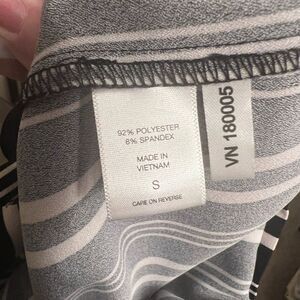 92% POLYESTER
8% SPANDEX
MADE IN
VIETNAM
S
CARE ON REVERSE
VN 180005